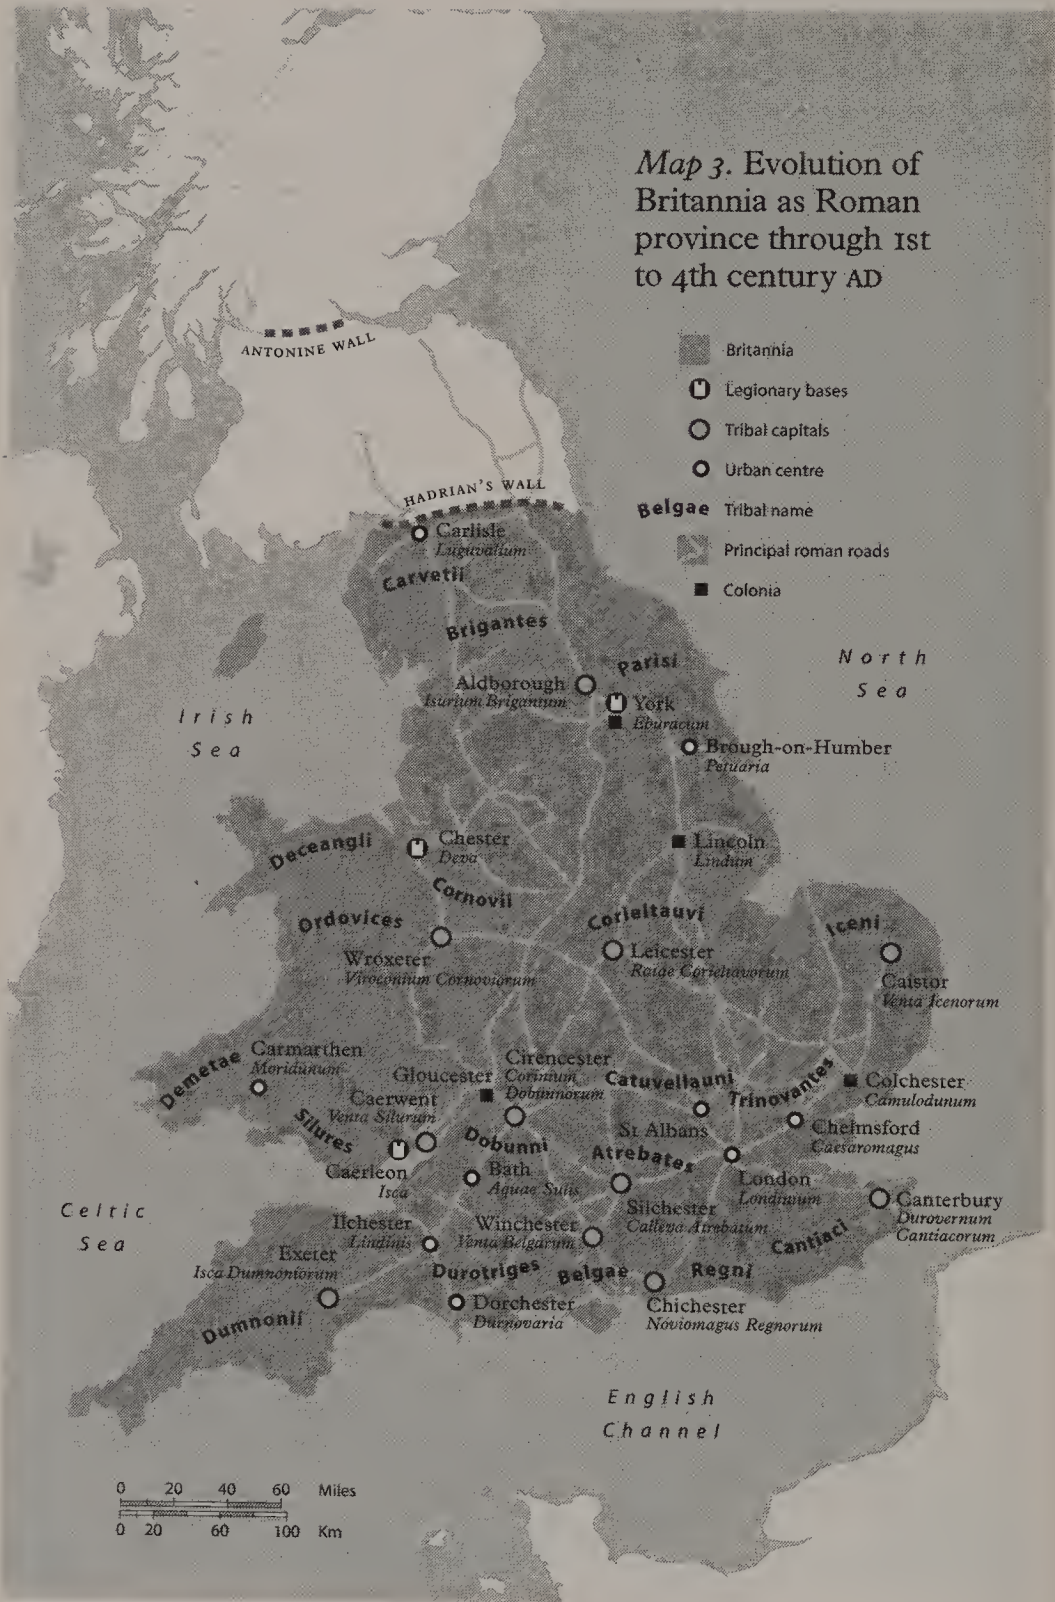 Map 3. Evolution of
Britannia as Roman
province through 1st
to 4th century AD
Britannia
Legionary bases
Tribal capitals
Urban centre
Belgae Tribal name
Principal roman roads
Colonia
ANTONINE WALL
HADRIAN'S WALL
Carlisle
Luguvalium
Carvetii
Brigantes
Parisi
Aldborough
Isurium Brigantum
York
Eburacum
North
Sea
Irish
Sea
Brough-on-Humber
Petuaria
Deceangli
Chester
Deva
Lincoln
Lindum
Cornovii
Ordovices
Corieltauvi
Iceni
Wroxeter
Viroconium Cornoviorum
Leicester
Ratae Corieltavorum
Caistor
Venta Icenorum
Demetae
Carmarthen
Moridunum
Gloucester
Cirencester
Corinium
Dobunnorum
Catuvellauni
Trinovantes
Colchester
Camulodunum
Caerwent
Venta Silurum
Silures
St Albans
Chelmsford
Caesaromagus
Dobunni
Atrebates
Caerleon
Isca
Bath
Aquae Sulis
London
Londinium
Silchester
Calleva Atrebatum
Canterbury
Durovernum
Cantiacorum
Cantiaci
Celtic
Sea
Ilchester
Lindinis
Winchester
Venta Belgarum
Exeter
Isca Dumnoniorum
Durotriges
Belgae
Regni
Dumnonii
Dorchester
Durnovaria
Chichester
Noviomagus Regnorum
English
Channel
0 20 40 60 Miles
0 20 60 100 Km